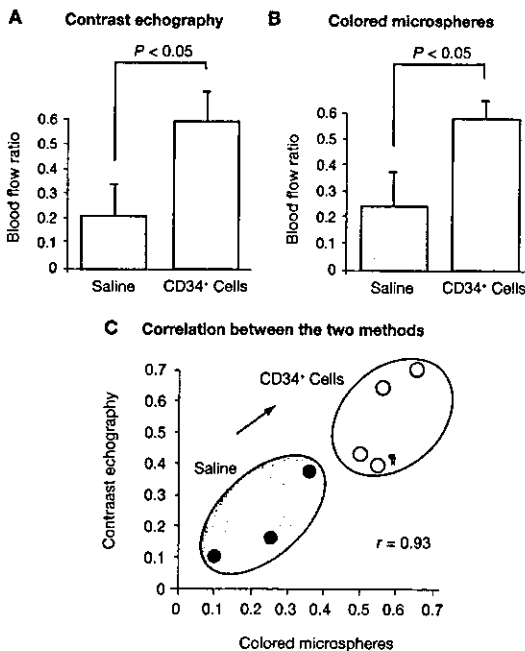 A Contrast echography
P < 0.05
Blood flow ratio
0.6
0.5
0.4
0.3
0.2
0.1
0
Saline CD34+ Cells
B Colored microspheres
P < 0.05
Blood flow ratio
0.6
0.5
0.4
0.3
0.2
0.1
0
Saline CD34+ Cells
C Correlation between the two methods
Contraast echography
0.7
0.6
0.5
0.4
0.3
0.2
0.1
0
CD34+ Cells
Saline
r = 0.93
0 0.1 0.2 0.3 0.4 0.5 0.6 0.7
Colored microspheres